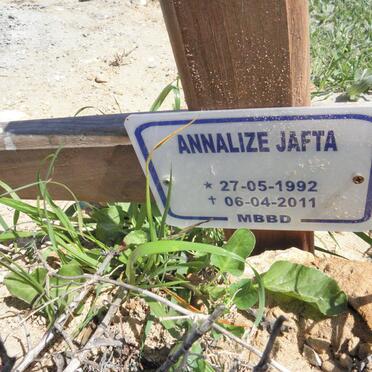 ANNALIZE JAFTA
* 27-05-1992
† 06-04-2011
MBBD